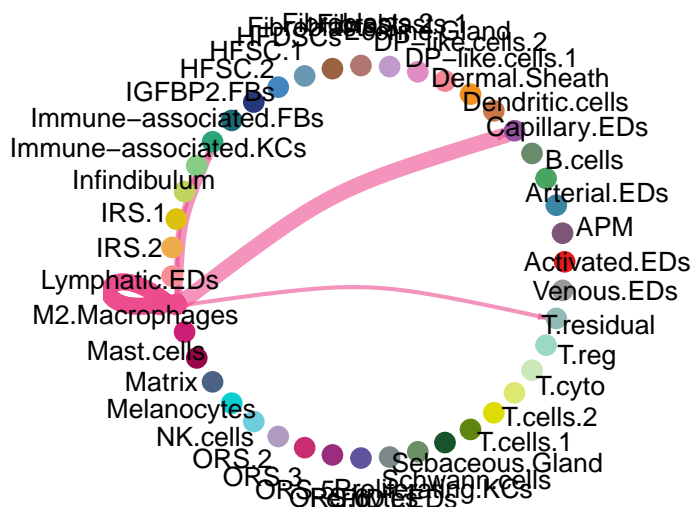 Fibroblasts.1
DP−like.cells.2
HFSC.1
DP−like.cells.1
HFSC.2
Dermal.Sheath
IGFBP2.FBs
Dendritic.cells
Immune−associated.FBs
Capillary.EDs
Immune−associated.KCs
B.cells
Infindibulum
Arterial.EDs
IRS.1
APM
IRS.2
Activated.EDs
Lymphatic.EDs
Venous.EDs
M2.Macrophages
T.residual
Mast.cells
T.reg
Matrix
T.cyto
Melanocytes
T.cells.2
NK.cells
T.cells.1
ORS.2
Sebaceous.Gland
ORS.3
Schwann.cells
Proliferating.KCs